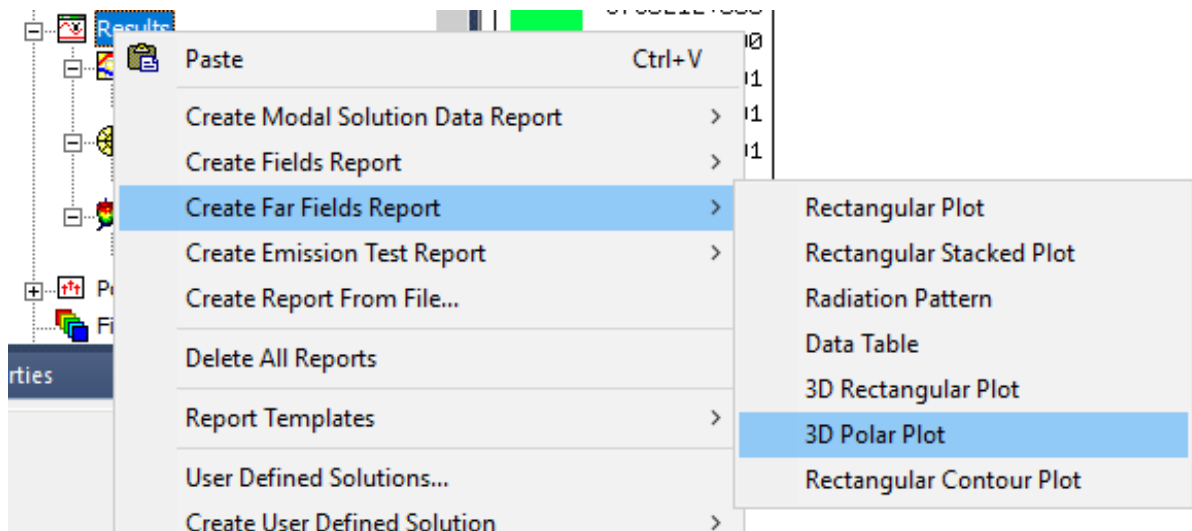 Results
Paste Ctrl+V
Create Modal Solution Data Report
Create Fields Report
Create Far Fields Report
Create Emission Test Report
Create Report From File...
Delete All Reports
Report Templates
User Defined Solutions...
Create User Defined Solution
Rectangular Plot
Rectangular Stacked Plot
Radiation Pattern
Data Table
3D Rectangular Plot
3D Polar Plot
Rectangular Contour Plot